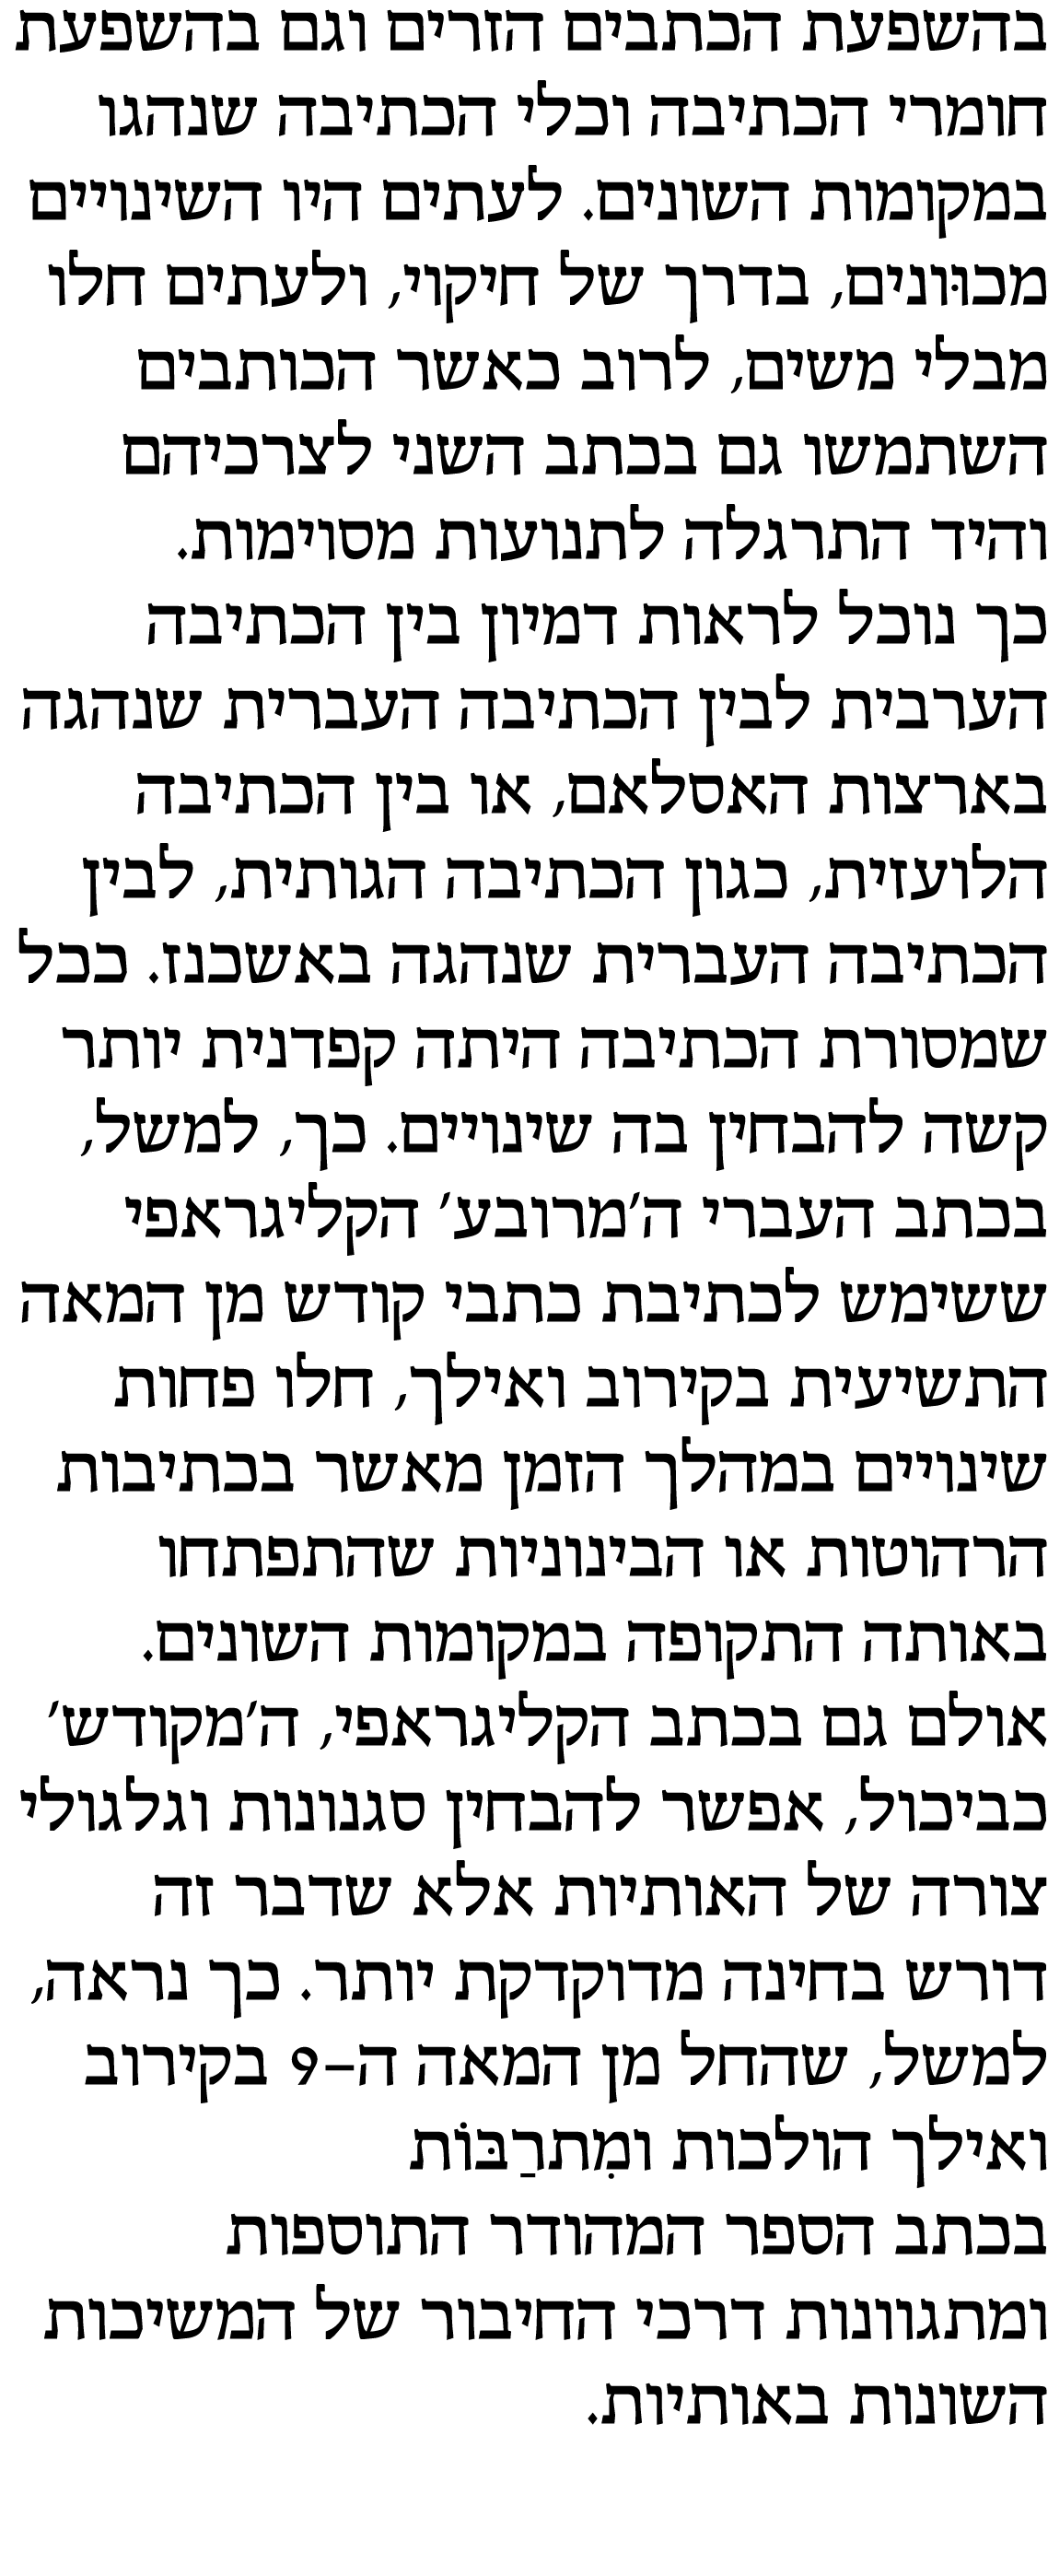 בהשפעת הכתבים הזרים וגם בהשפעת
חומרי הכתיבה וכלי הכתיבה שנהגו
במקומות השונים. לעתים היו השינויים
מכוּונים, בדרך של חיקוי, ולעתים חלו
מבלי משים, לרוב כאשר הכותבים
השתמשו גם בכתב השני לצרכיהם
והיד התרגלה לתנועות מסוימות.
כך נוכל לראות דמיון בין הכתיבה
הערבית לבין הכתיבה העברית שנהגה
בארצות האסלאם, או בין הכתיבה
הלועזית, כגון הכתיבה הגותית, לבין
הכתיבה העברית שנהגה באשכנז. ככל
שמסורת הכתיבה היתה קפדנית יותר
קשה להבחין בה שינויים. כך, למשל,
בכתב העברי ה׳מרובע׳ הקליגראפי
ששימש לכתיבת כתבי קודש מן המאה
התשיעית בקירוב ואילך, חלו פחות
שינויים במהלך הזמן מאשר בכתיבות
הרהוטות או הבינוניות שהתפתחו
באותה התקופה במקומות השונים.
אולם גם בכתב הקליגראפי, ה׳מקודש׳
כביכול, אפשר להבחין סגנונות וגלגולי
צורה של האותיות אלא שדבר זה
דורש בחינה מדוקדקת יותר. כך נראה,
למשל, שהחל מן המאה ה–9 בקירוב
ואילך הולכות ומִתרַבּוֹת
בכתב הספר המהודר התוספות
ומתגוונות דרכי החיבור של המשיכות
השונות באותיות.